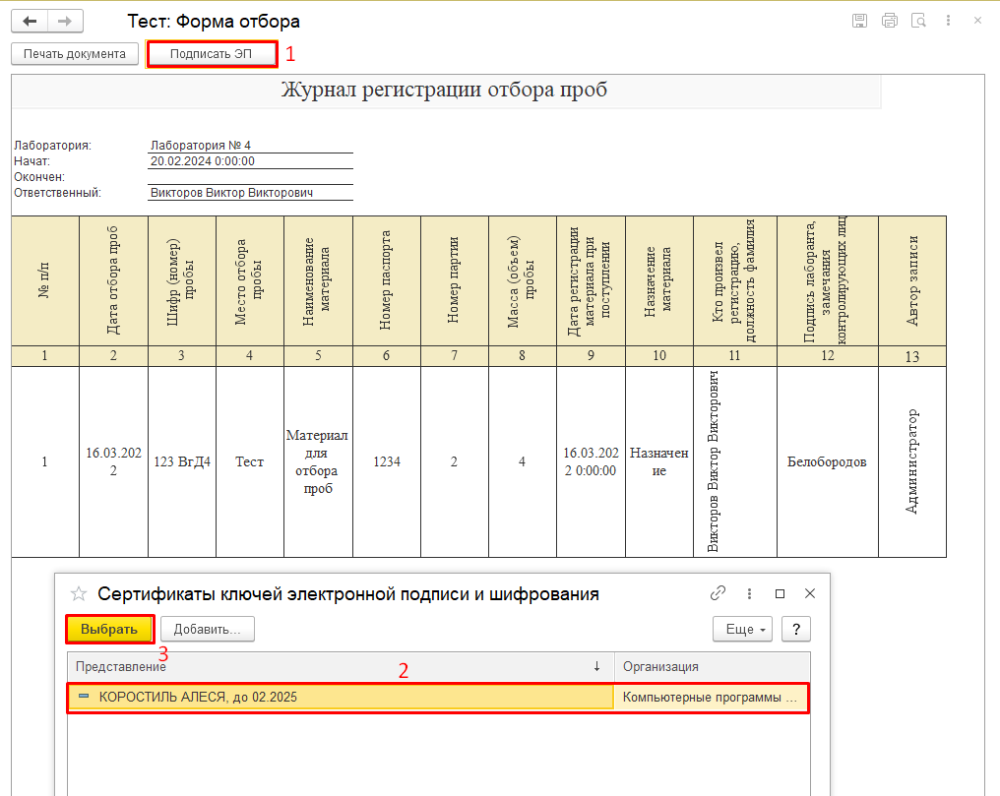 Тест: Форма отбора
Печать документа
Подписать ЭП
1
Журнал регистрации отбора проб
Лаборатория:
Лаборатория № 4
Начат:
20.02.2024 0:00:00
Окончен:
Ответственный:
Викторов Виктор Викторович
№ п/п
Дата отбора проб
Шифр (номер)
пробы
Место отбора
пробы
Наименование
материала
Номер паспорта
Номер партии
Масса (объем)
пробы
Дата регистрации
материала при
поступлении
Назначение
материала
Кто произвел
регистрацию,
должность фамилия
Подпись лаборанта,
замечания
контролирующих лиц
Автор записи
1
2
3
4
5
6
7
8
9
10
11
12
13
1
16.03.202
2
123 ВгД4
Тест
Материал
для
отбора
проб
1234
2
4
16.03.202
2 0:00:00
Назначен
ие
Викторов Виктор Викторович
Белобородов
Администратор
Сертификаты ключей электронной подписи и шифрования
Выбрать
Добавить...
Еще
?
3
Представление
↓
Организация
2
КОРОСТИЛЬ АЛЕСЯ, до 02.2025
Компьютерные программы ...